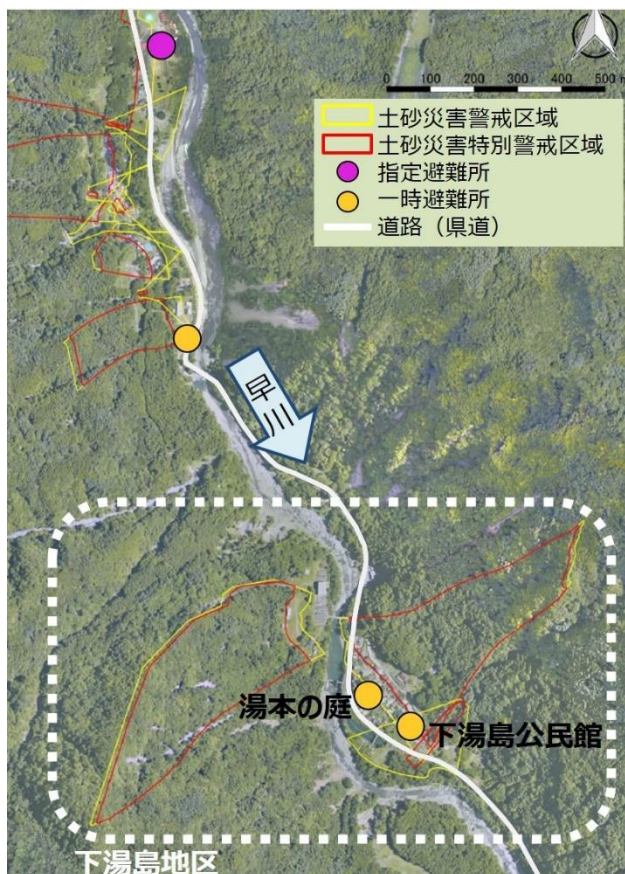 0 100 200 300 400 500 m
土砂災害警戒区域
土砂災害特別警戒区域
指定避難所
一時避難所
道路（県道）
早川
湯本の庭
下湯島公民館
下湯島地区